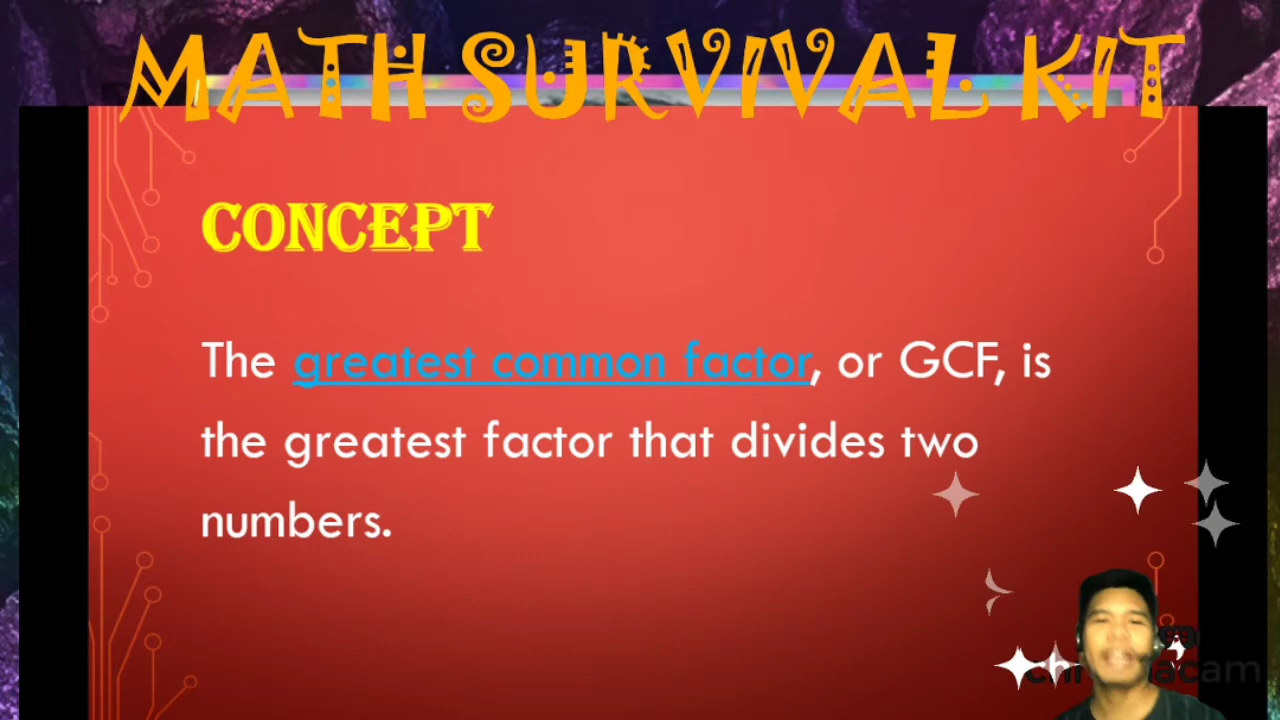 MATH SURVIVAL KIT
CONCEPT
The greatest common factor, or GCF, is
the greatest factor that divides two
numbers.